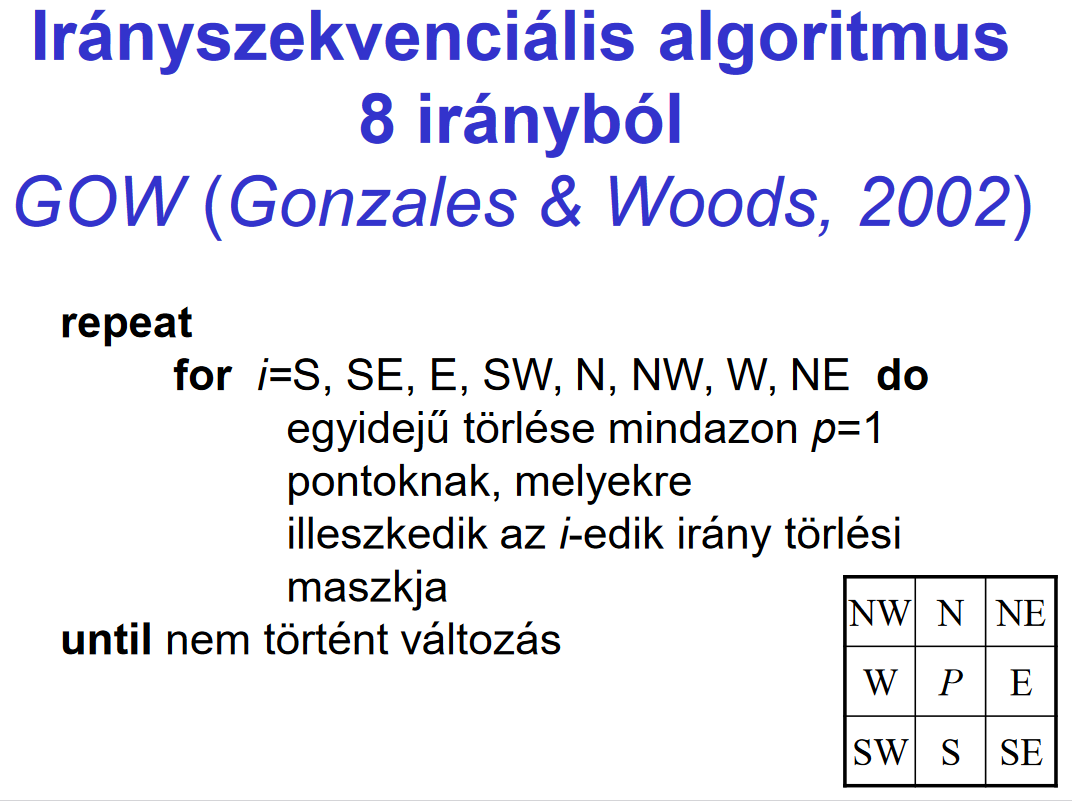 Irányszekvenciális algoritmus
8 irányból
GOW (Gonzales & Woods, 2002)
repeat
for i=S, SE, E, SW, N, NW, W, NE do
egyidejű törlése mindazon p=1
pontoknak, melyekre
illeszkedik az i-edik irány törlési
maszkja
until nem történt változás
NW N NE
W P E
SW S SE